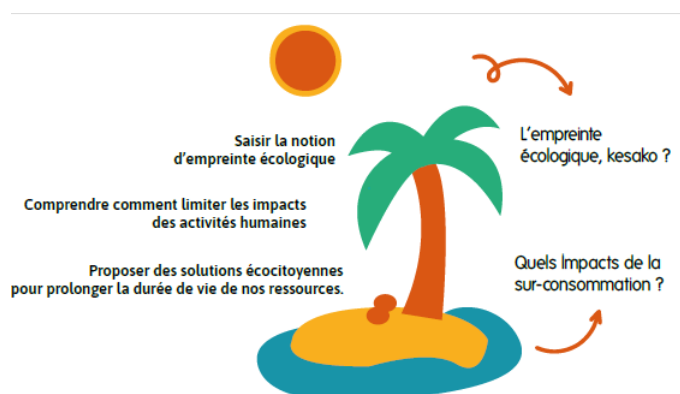 Saisir la notion
d'empreinte écologique
Comprendre comment limiter les impacts
des activités humaines
Proposer des solutions écocitoyennes
pour prolonger la durée de vie de nos ressources.
L'empreinte
écologique, kesako ?
Quels Impacts de la
sur-consommation ?